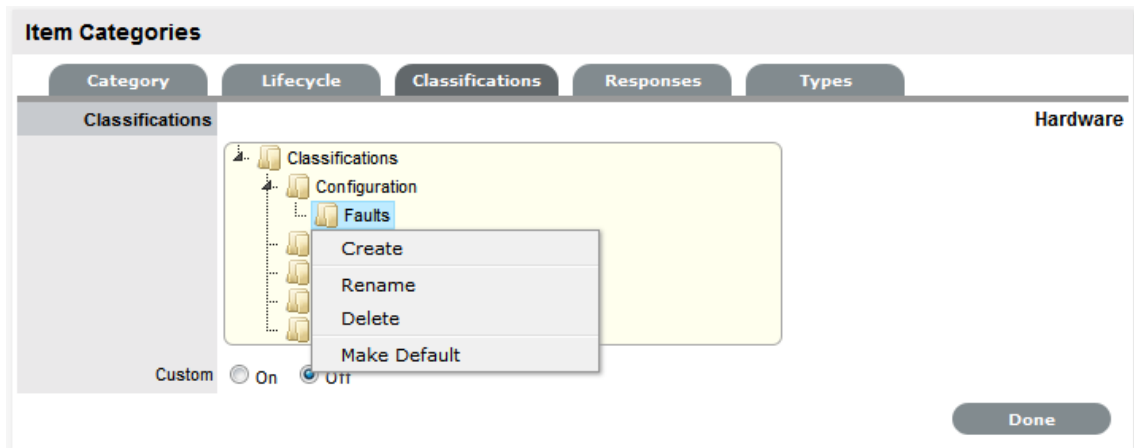 Item Categories
Category Lifecycle Classifications Responses Types
Classifications Hardware
Classifications
Configuration
Faults
Create
Rename
Delete
Make Default
Custom On Off
Done